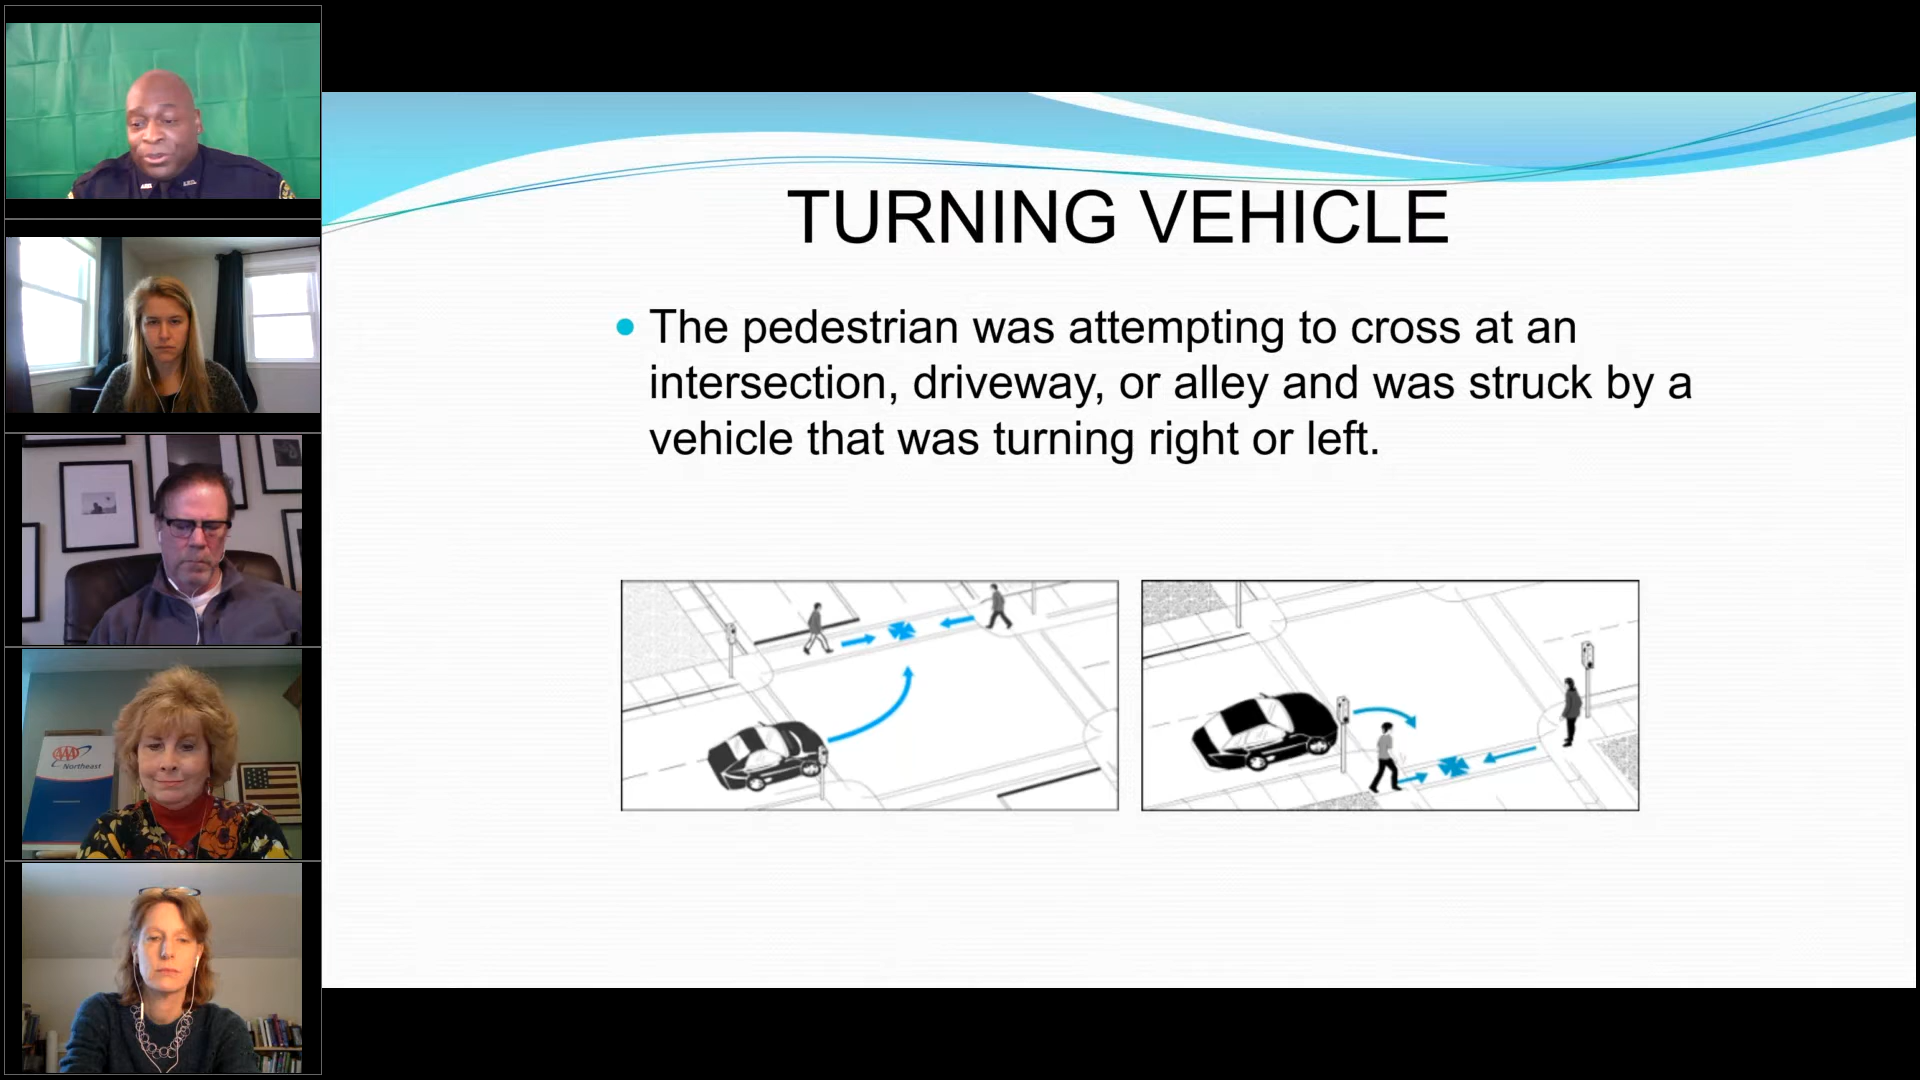 TURNING VEHICLE
The pedestrian was attempting to cross at an
intersection, driveway, or alley and was struck by a
vehicle that was turning right or left.
AAA
Northeast